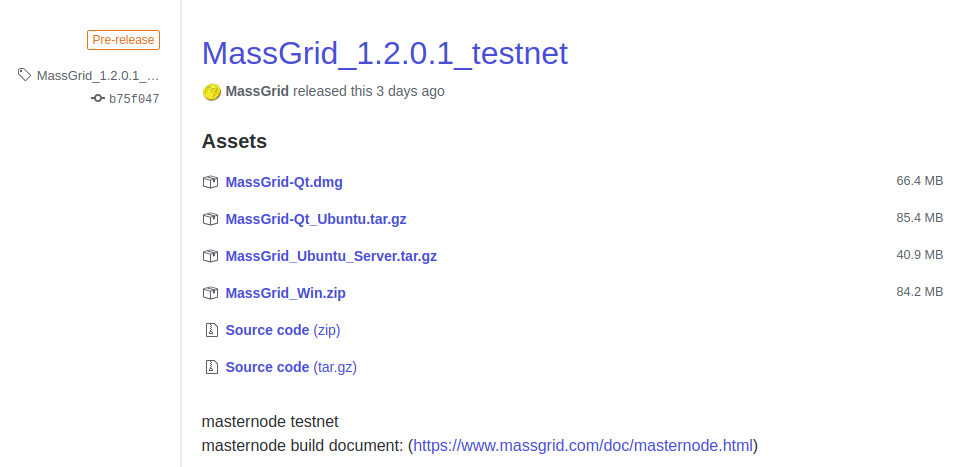 Pre-release
MassGrid_1.2.0.1_…
b75f047
MassGrid_1.2.0.1_testnet
MassGrid released this 3 days ago
Assets
MassGrid-Qt.dmg 66.4 MB
MassGrid-Qt_Ubuntu.tar.gz 85.4 MB
MassGrid_Ubuntu_Server.tar.gz 40.9 MB
MassGrid_Win.zip 84.2 MB
Source code (zip)
Source code (tar.gz)
masternode testnet
masternode build document: (https://www.massgrid.com/doc/masternode.html)